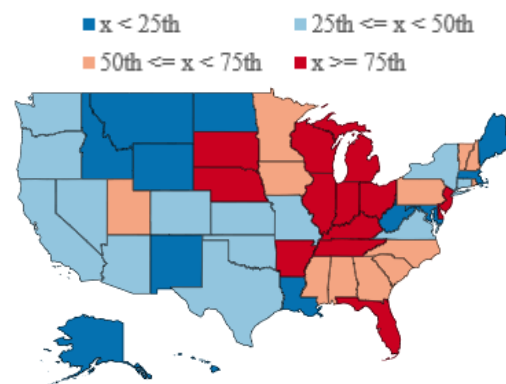 x < 25th 25th <= x < 50th
50th <= x < 75th x >= 75th